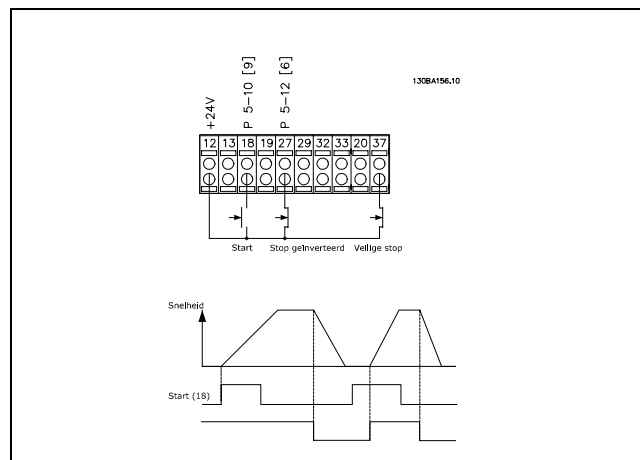 130BA156.10
+24V
P 5-10 [9]
P 5-12 [6]
12 13 18 19 27 29 32 33 20 37
Start Stop geïnverteerd Veilige stop
Snelheid
Start (18)